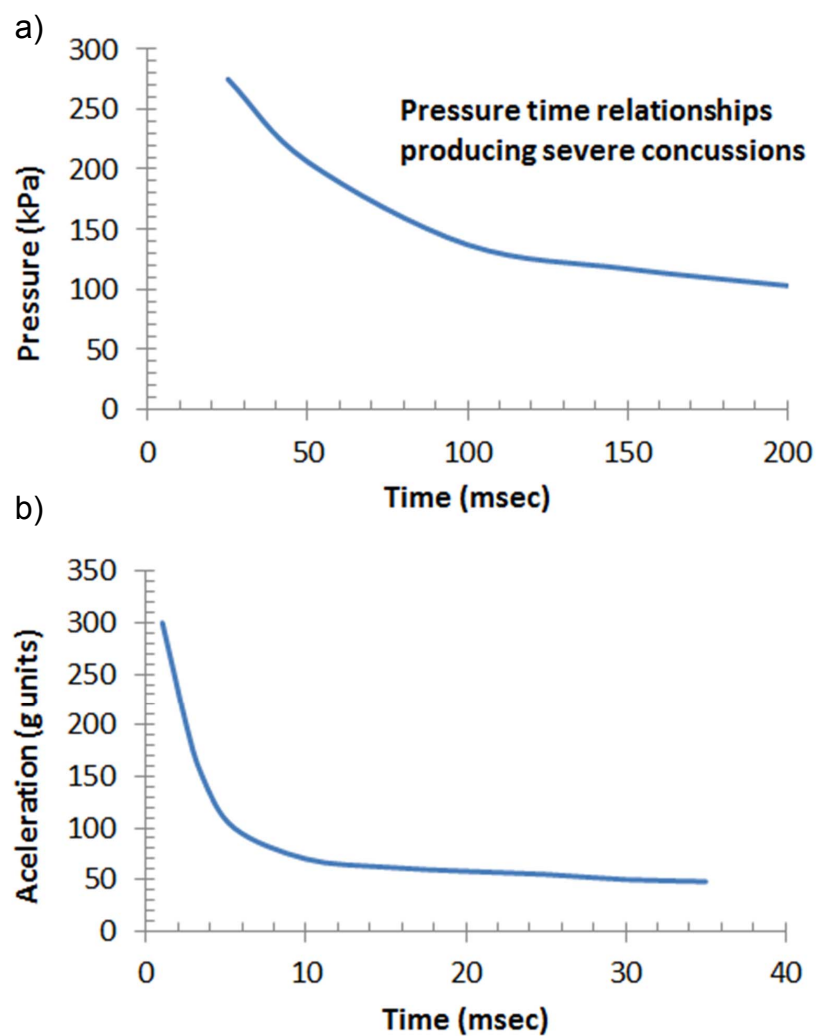 a)
300
250
200
150
100
50
0
Pressure (kPa)
Pressure time relationships
producing severe concussions
0 50 100 150 200
Time (msec)
b)
350
300
250
200
150
100
50
0
Aceleration (g units)
0 10 20 30 40
Time (msec)